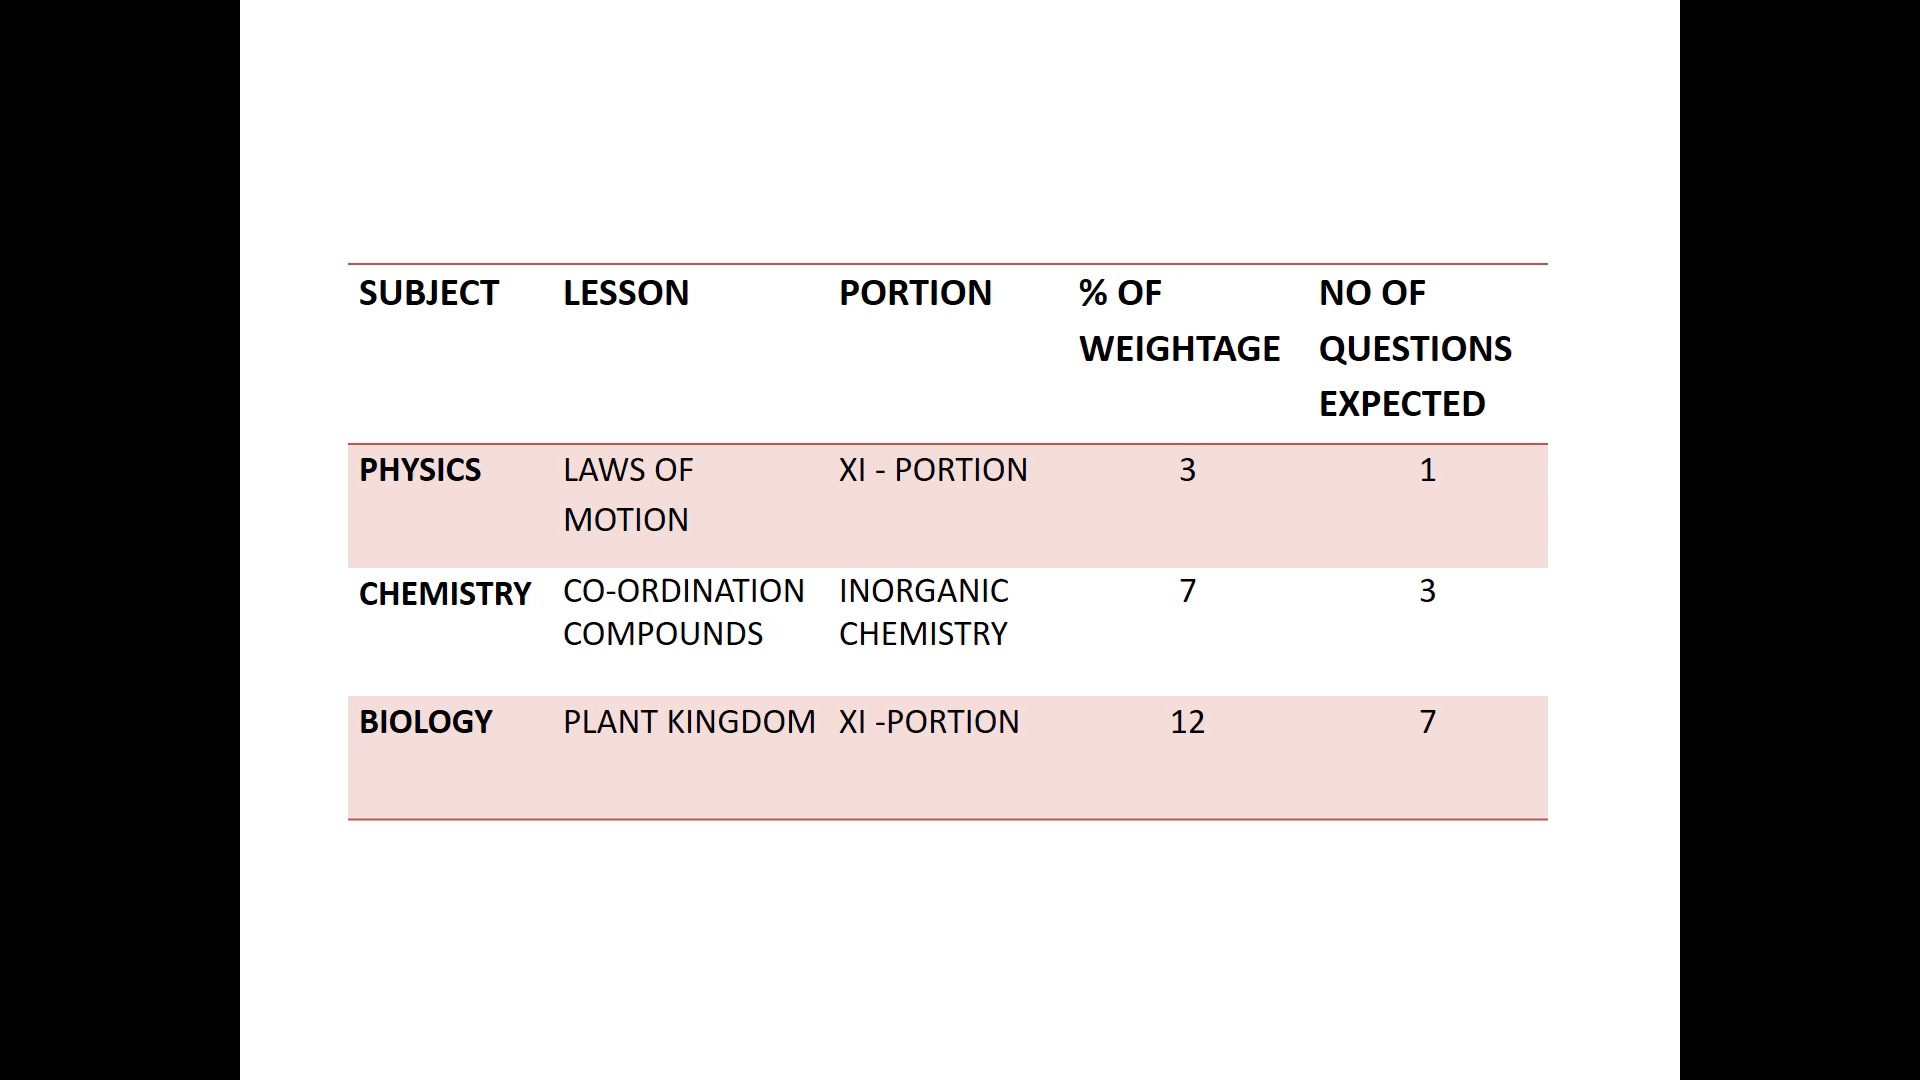 SUBJECT LESSON PORTION % OF WEIGHTAGE NO OF QUESTIONS EXPECTED
PHYSICS LAWS OF MOTION XI - PORTION 3 1
CHEMISTRY CO-ORDINATION COMPOUNDS INORGANIC CHEMISTRY 7 3
BIOLOGY PLANT KINGDOM XI -PORTION 12 7